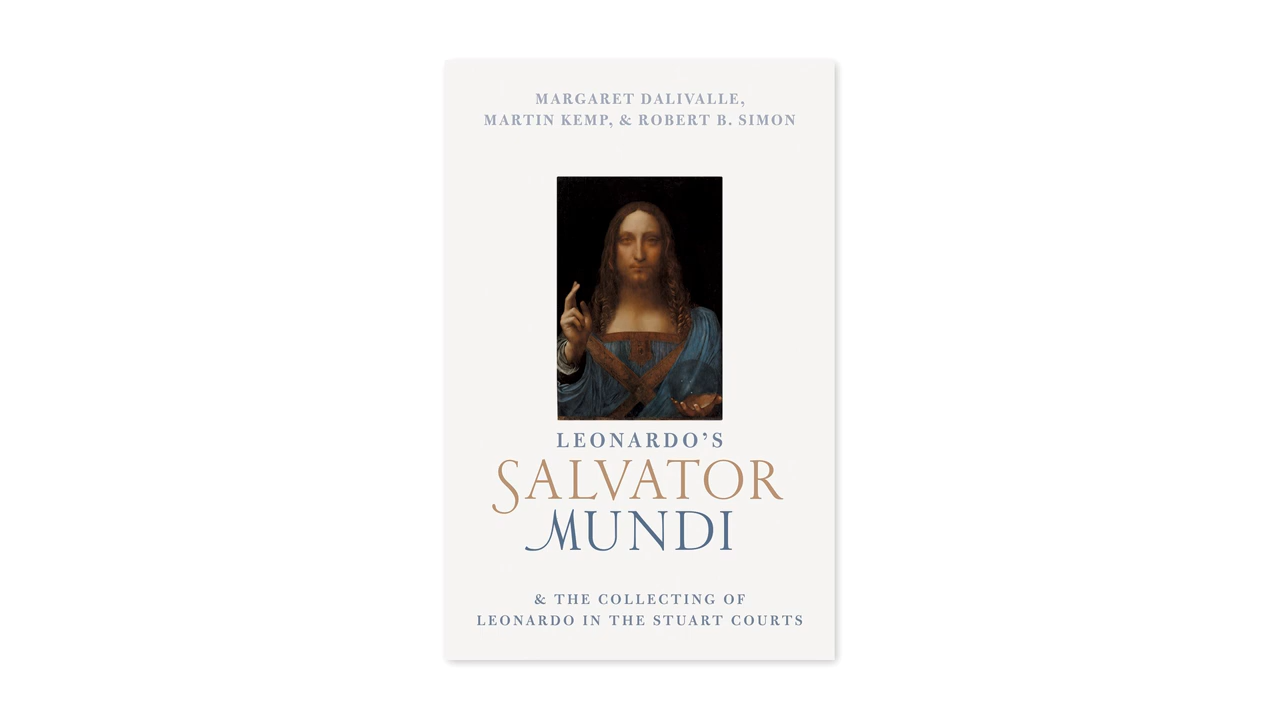 MARGARET DALIVALLE,
MARTIN KEMP, & ROBERT B. SIMON
LEONARDO'S
SALVATOR
MUNDI
& THE COLLECTING OF
LEONARDO IN THE STUART COURTS